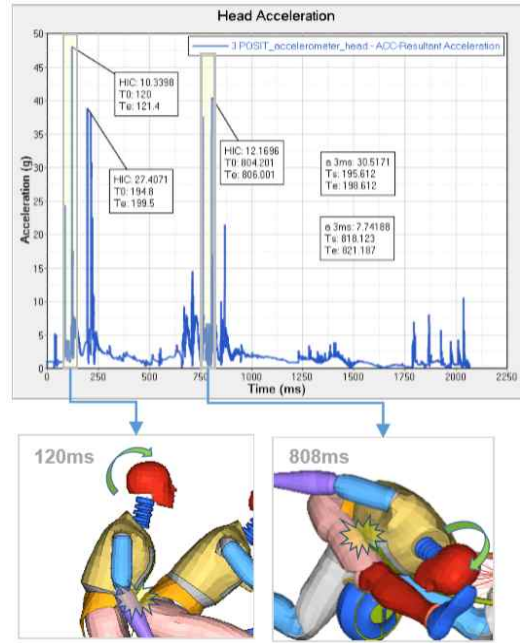 Head Acceleration
3 POSIT_accelerometer_head - ACC-Resultant Acceleration
HIC: 10.3398
T0: 120
Te: 121.4
HIC: 27.4071
T0: 194.8
Te: 199.5
HIC: 12.1696
T0: 804.201
Te: 806.001
a 3ms: 30.5171
Ts: 195.612
Te: 198.612
a 3ms: 7.74188
Ts: 818.123
Te: 821.187
Acceleration (g)
50
45
40
35
30
25
20
15
10
5
0
0 250 500 750 1000 1250 1500 1750 2000 2250
Time (ms)
120ms
808ms